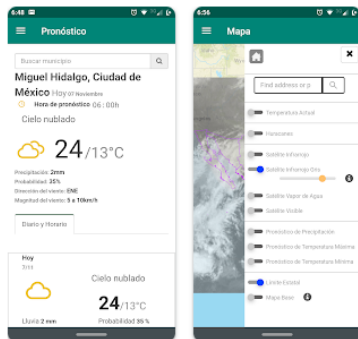 6:48
Pronóstico
Buscar municipio
Miguel Hidalgo, Ciudad de
México Hoy 07 Noviembre
Hora de pronóstico 06:00h
Cielo nublado
24/13°C
Precipitación: 2mm
Probabilidad: 35%
Dirección del viento: ENE
Magnitud del viento: 5 a 10km/h
Diario y Horario
Hoy
Cielo nublado
24/13°C
Lluvia 2 mm Probabilidad 35 %
6:56
Mapa
Find address or p
Temperatura Actual
Huracanes
Satélite Infrarrojo
Satélite Infrarrojo Gris
Satélite Vapor de Agua
Satélite Visible
Pronóstico de Precipitación
Pronóstico de Temperatura Máxima
Pronóstico de Temperatura Mínima
Límite Estatal
Mapa Base